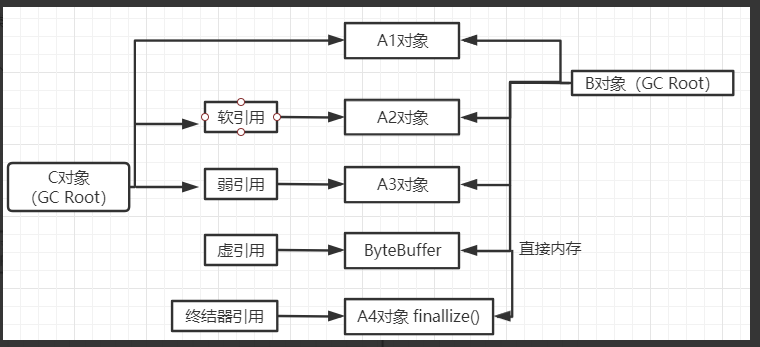 A1对象
B对象（GC Root）
软引用
A2对象
C对象
（GC Root）
弱引用
A3对象
虚引用
ByteBuffer
直接内存
终结器引用
A4对象 finallize()